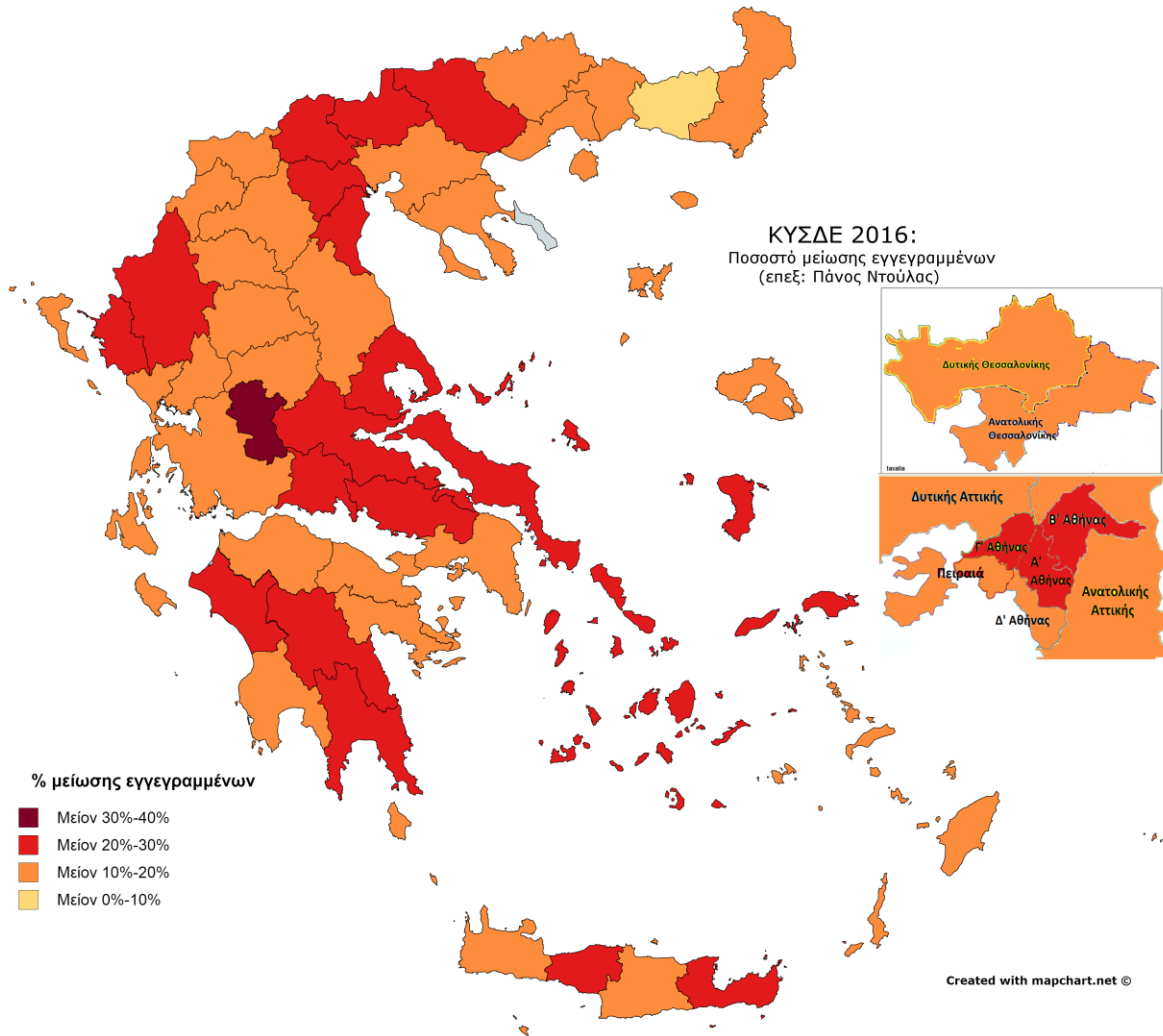 ΚΥΣΔΕ 2016:
Ποσοστό μείωσης εγγεγραμμένων
(επεξ: Πάνος Ντούλας)
Δυτικής Θεσσαλονίκης
Ανατολικής
Θεσσαλονίκης
taxalia
Δυτικής Αττικής
Β' Αθήνας
Γ' Αθήνας
Α'
Αθήνας
Πειραιά
Ανατολικής
Αττικής
Δ' Αθήνας
% μείωσης εγγεγραμμένων
Μείον 30%-40%
Μείον 20%-30%
Μείον 10%-20%
Μείον 0%-10%
Created with mapchart.net ©